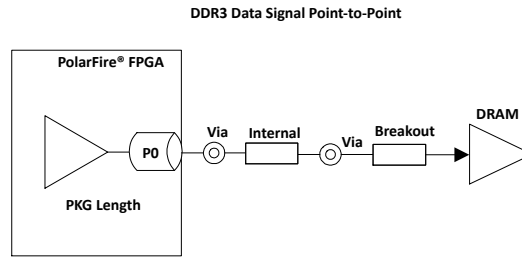 DDR3 Data Signal Point-to-Point
PolarFire® FPGA
DRAM
Via
Internal
Via
Breakout
P0
PKG Length